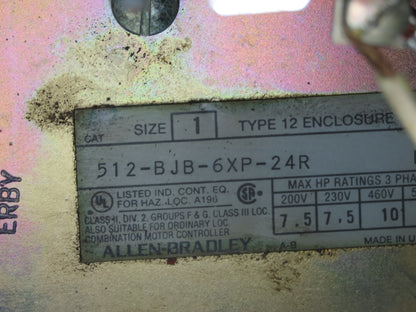 CAT SIZE 1 TYPE 12 ENCLOSURE
512-BJB-6XP-24R
UL LISTED IND. CONT. EQ.
FOR HAZ. LOC. A196
CLASS II, DIV. 2, GROUPS F & G, CLASS III LOC.
ALSO SUITABLE FOR ORDINARY LOC.
COMBINATION MOTOR CONTROLLER
ALLEN-BRADLEY A-B
MAX HP RATINGS 3 PHA
200V 230V 460V
7,5 7,5 10
MADE IN U
ERBY